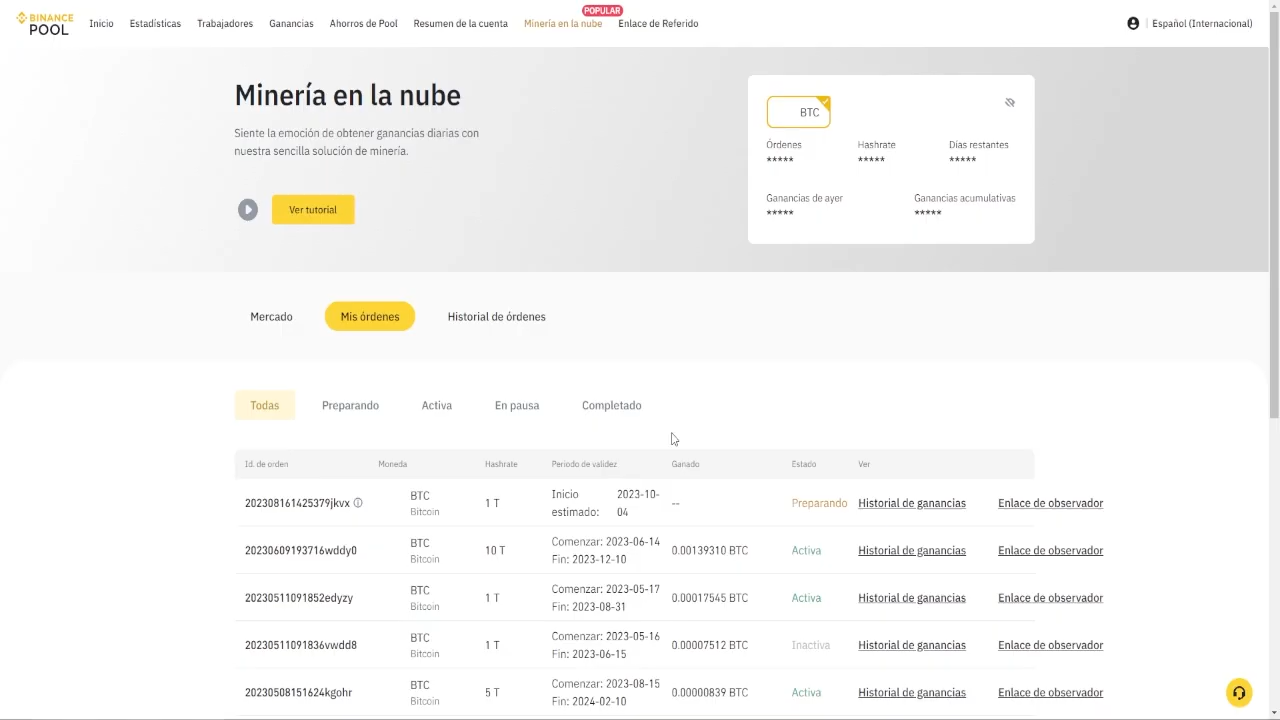 POPULAR
BINANCE
POOL
Inicio Estadísticas Trabajadores Ganancias Ahorros de Pool Resumen de la cuenta Minería en la nube Enlace de Referido Español (Internacional)
Minería en la nube
Siente la emoción de obtener ganancias diarias con
nuestra sencilla solución de minería.
Ver tutorial
BTC
Órdenes Hashrate Días restantes
***** ***** *****
Ganancias de ayer Ganancias acumulativas
***** *****
Mercado Mis órdenes Historial de órdenes
Todas Preparando Activa En pausa Completado
Id. de orden Moneda Hashrate Periodo de validez Ganado Estado Ver
202308161425379jkvx BTC Bitcoin 1 T Inicio estimado: 2023-10-04 -- Preparando Historial de ganancias Enlace de observador
20230609193716wddy0 BTC Bitcoin 10 T Comenzar: 2023-06-14 Fin: 2023-12-10 0.00139310 BTC Activa Historial de ganancias Enlace de observador
20230511091852edyzy BTC Bitcoin 1 T Comenzar: 2023-05-17 Fin: 2023-08-31 0.00017545 BTC Activa Historial de ganancias Enlace de observador
20230511091836vwdd8 BTC Bitcoin 1 T Comenzar: 2023-05-16 Fin: 2023-06-15 0.00007512 BTC Inactiva Historial de ganancias Enlace de observador
20230508151624kgohr BTC Bitcoin 5 T Comenzar: 2023-08-15 Fin: 2024-02-10 0.00000839 BTC Activa Historial de ganancias Enlace de observador